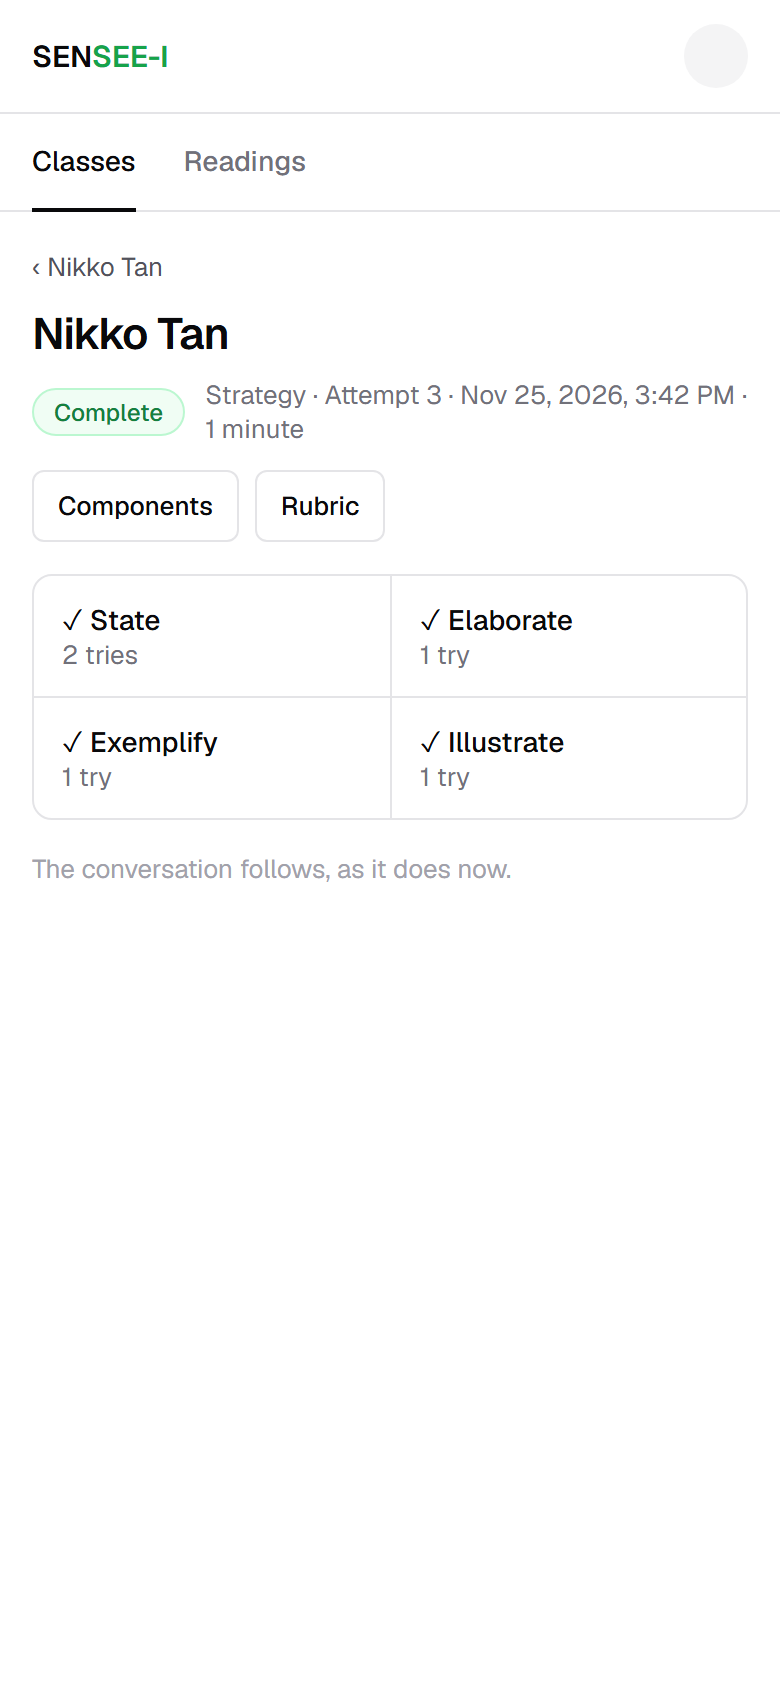 SENSEE-I
Classes Readings
‹ Nikko Tan
Nikko Tan
Complete
Strategy · Attempt 3 · Nov 25, 2026, 3:42 PM ·
1 minute
Components Rubric
✓ State
2 tries
✓ Elaborate
1 try
✓ Exemplify
1 try
✓ Illustrate
1 try
The conversation follows, as it does now.